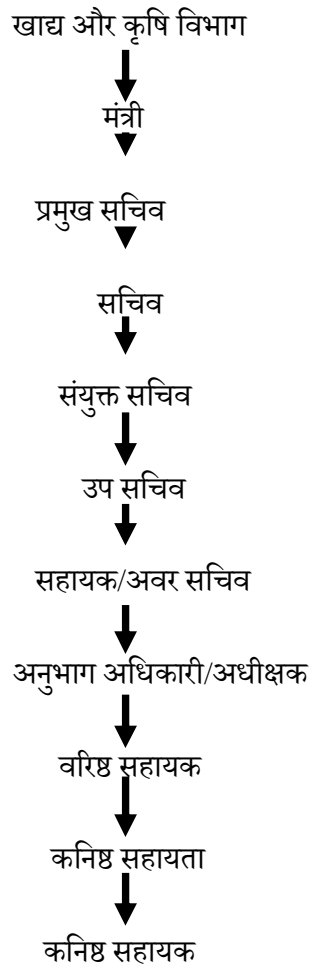 खाद्य और कृषि विभाग
मंत्री
प्रमुख सचिव
सचिव
संयुक्त सचिव
उप सचिव
सहायक/अवर सचिव
अनुभाग अधिकारी/अधीक्षक
वरिष्ठ सहायक
कनिष्ठ सहायता
कनिष्ठ सहायक